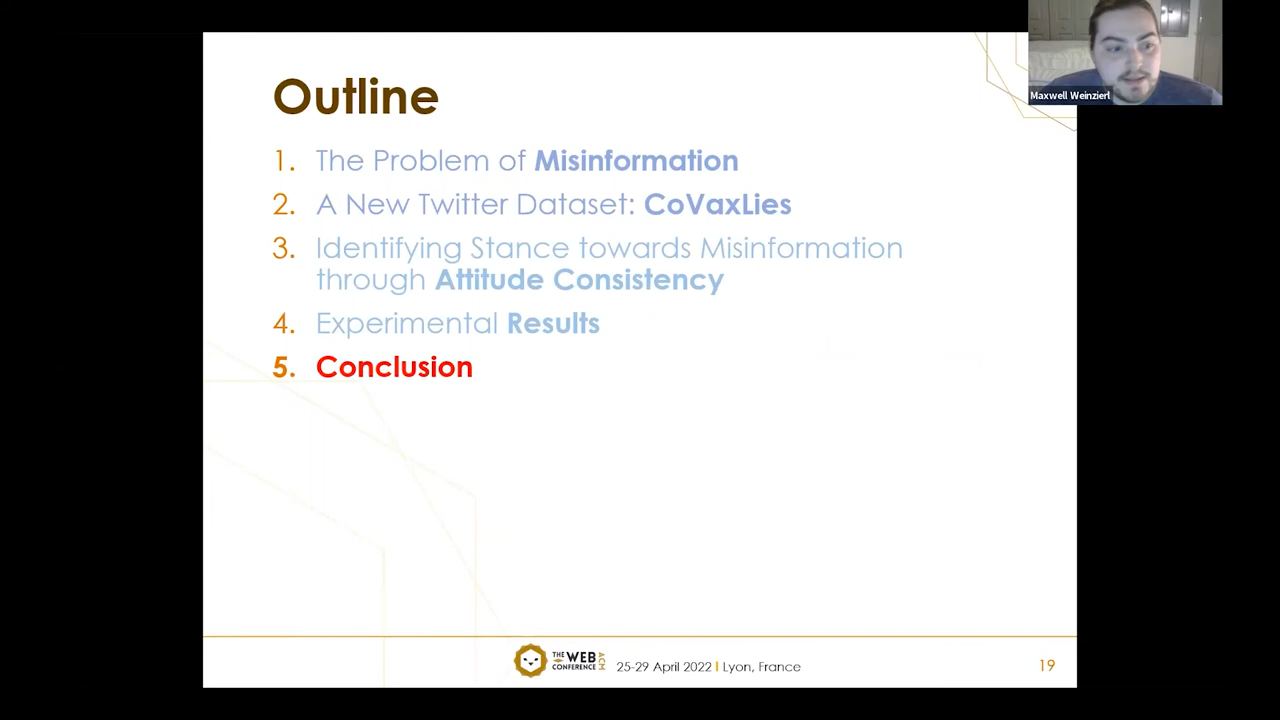 Maxwell Weinzierl
Outline
1. The Problem of Misinformation
2. A New Twitter Dataset: CoVaxLies
3. Identifying Stance towards Misinformation
through Attitude Consistency
4. Experimental Results
5. Conclusion
THE WEB CONFERENCE ACM
25-29 April 2022 | Lyon, France
19